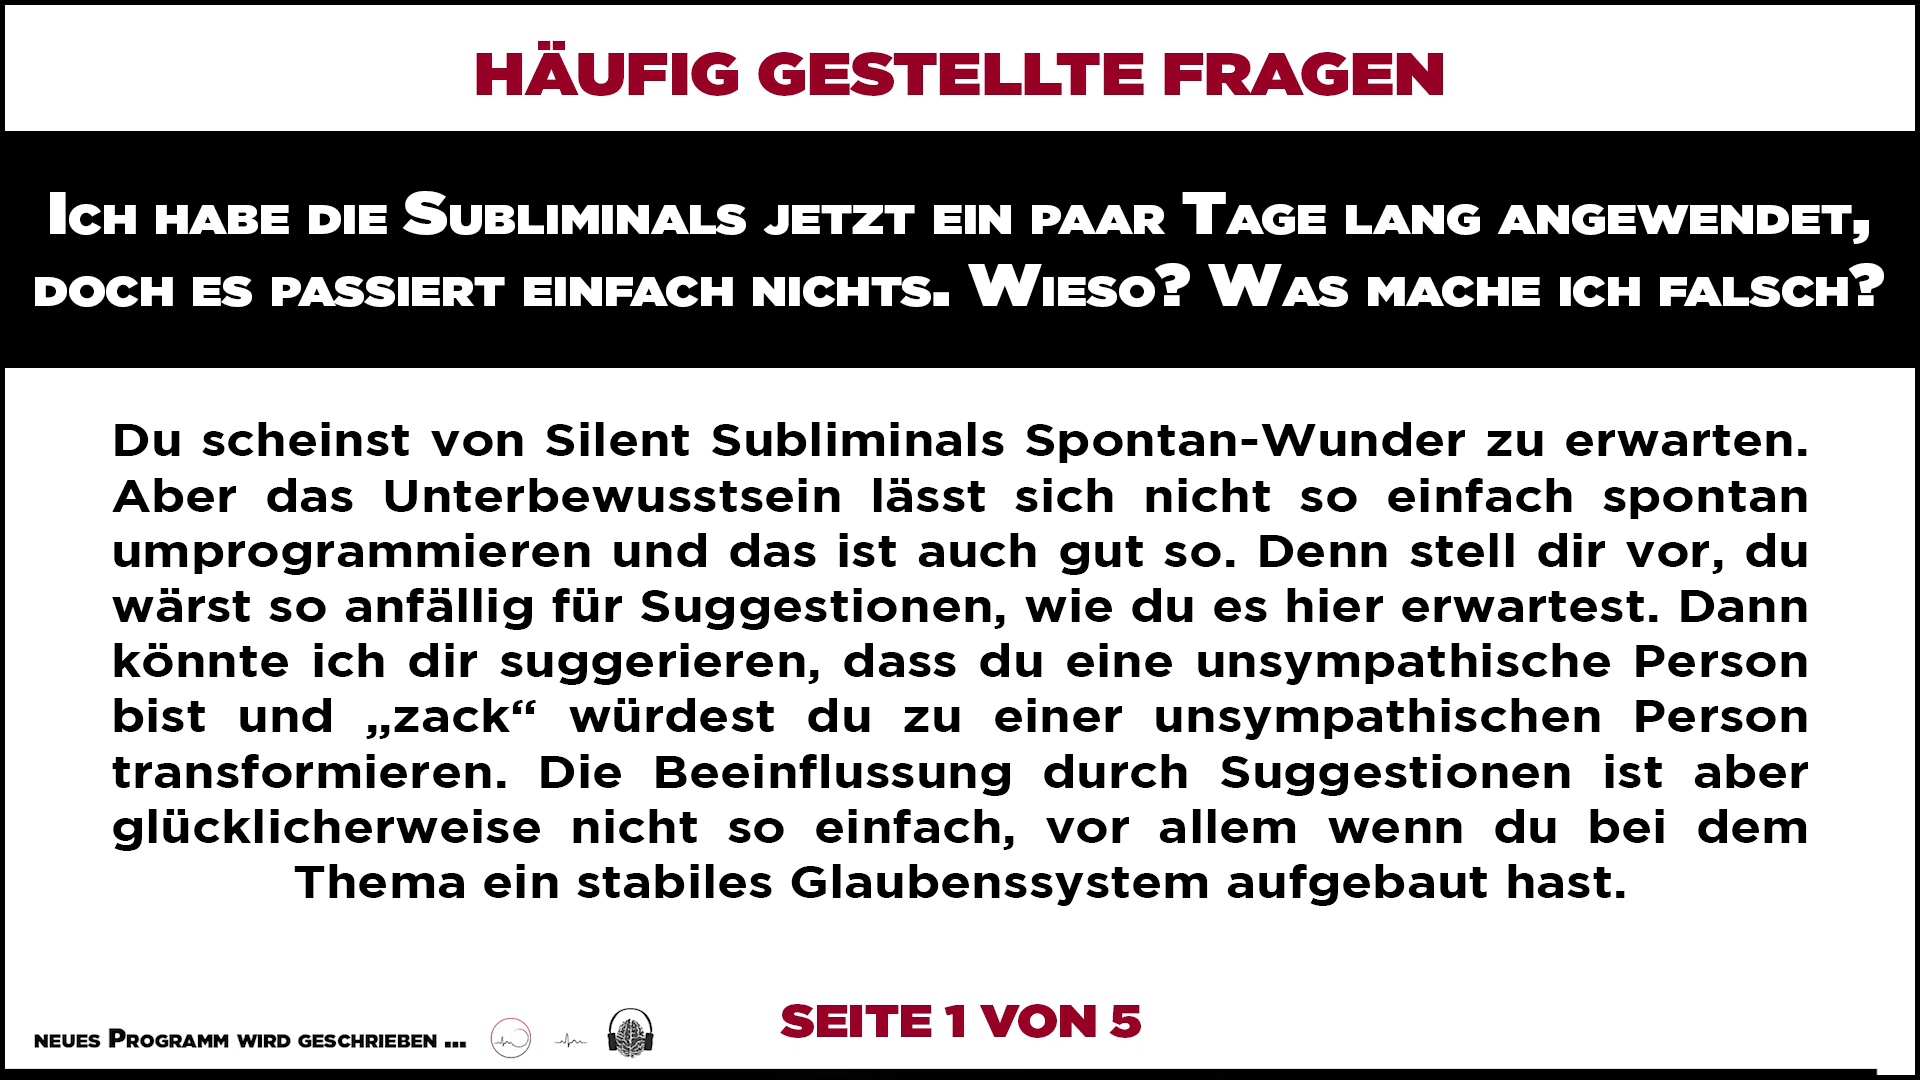 HÄUFIG GESTELLTE FRAGEN
Ich habe die Subliminals jetzt ein paar Tage lang angewendet,
doch es passiert einfach nichts. Wieso? Was mache ich falsch?
Du scheinst von Silent Subliminals Spontan-Wunder zu erwarten.
Aber das Unterbewusstsein lässt sich nicht so einfach spontan
umprogrammieren und das ist auch gut so. Denn stell dir vor, du
wärst so anfällig für Suggestionen, wie du es hier erwartest. Dann
könnte ich dir suggerieren, dass du eine unsympathische Person
bist und „zack“ würdest du zu einer unsympathischen Person
transformieren. Die Beeinflussung durch Suggestionen ist aber
glücklicherweise nicht so einfach, vor allem wenn du bei dem
Thema ein stabiles Glaubenssystem aufgebaut hast.
neues Programm wird geschrieben ...
SEITE 1 VON 5